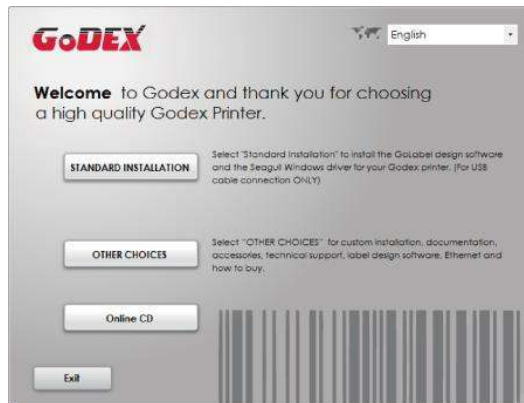 GoDEX
English
Welcome to Godex and thank you for choosing
a high quality Godex Printer.
STANDARD INSTALLATION
Select "Standard Installation" to install the GoLabel design software
and the Seagull Windows driver for your Godex printer. (For USB
cable connection ONLY)
OTHER CHOICES
Select "OTHER CHOICES" for custom installation, documentation,
accessories, technical support, label design software, Ethernet and
how to buy.
Online CD
Exit